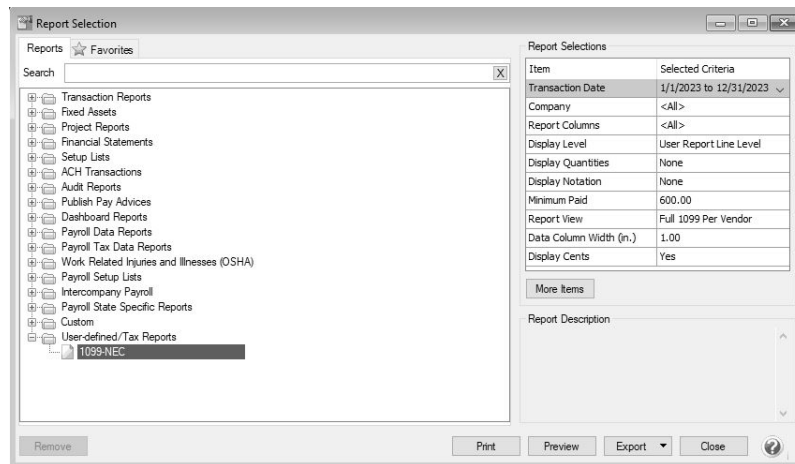 Report Selection
Reports Favorites
Search X
Transaction Reports
Fixed Assets
Project Reports
Financial Statements
Setup Lists
ACH Transactions
Audit Reports
Publish Pay Advices
Dashboard Reports
Payroll Data Reports
Payroll Tax Data Reports
Work Related Injuries and Illnesses (OSHA)
Payroll Setup Lists
Intercompany Payroll
Payroll State Specific Reports
Custom
User-defined/Tax Reports
1099-NEC
Remove
Report Selections
Item Selected Criteria
Transaction Date 1/1/2023 to 12/31/2023
Company <All>
Report Columns <All>
Display Level User Report Line Level
Display Quantities None
Display Notation None
Minimum Paid 600.00
Report View Full 1099 Per Vendor
Data Column Width (in.) 1.00
Display Cents Yes
More Items
Report Description
Print Preview Export Close ?